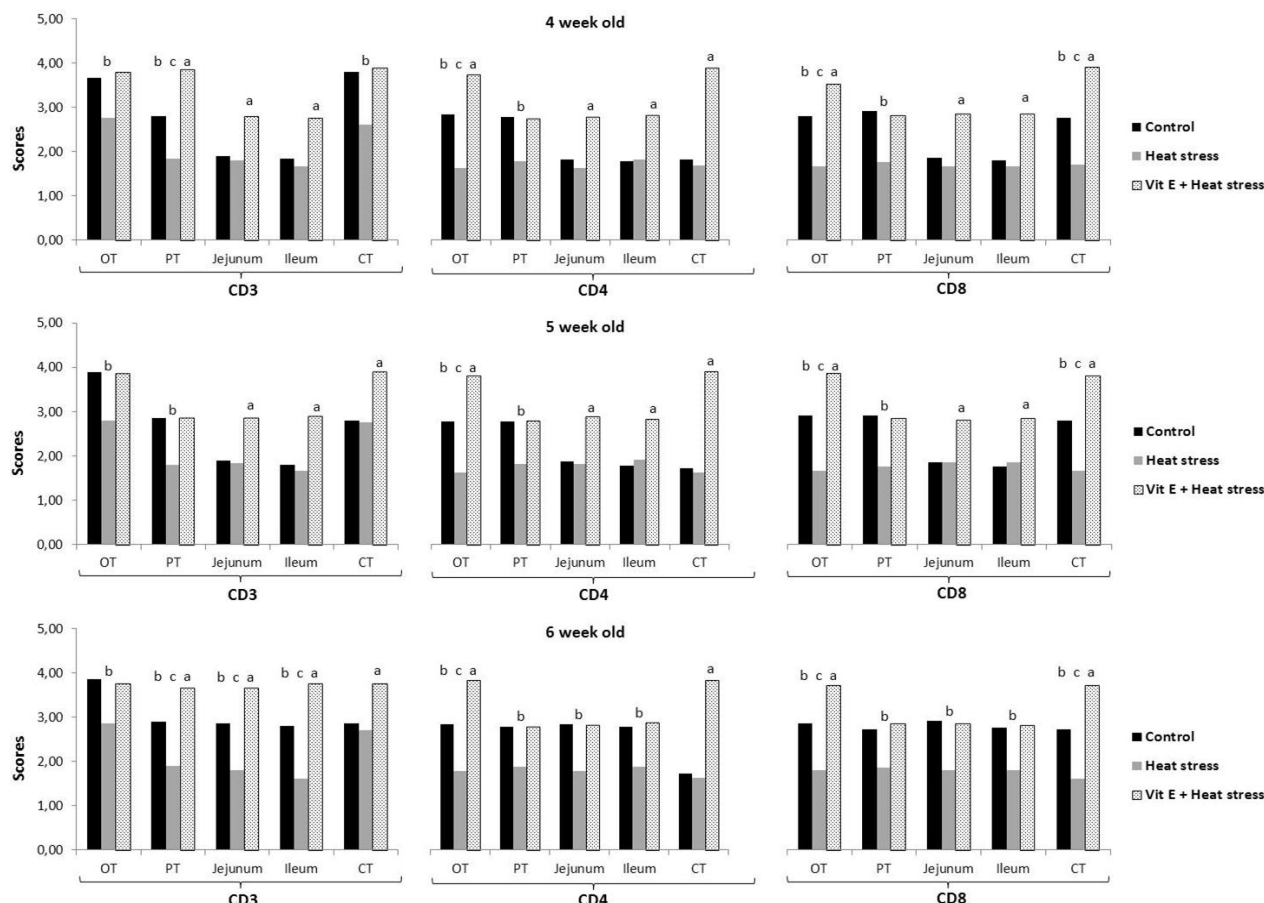 4 week old
5,00
4,00
3,00
2,00
1,00
0,00
Scores
b b c a a a b
b c a b a a a
b c a b a a b c a
OT PT Jejunum Ileum CT
CD3
OT PT Jejunum Ileum CT
CD4
OT PT Jejunum Ileum CT
CD8
Control
Heat stress
Vit E + Heat stress
5 week old
5,00
4,00
3,00
2,00
1,00
0,00
Scores
b b a a a
b c a b a a a
b c a b a a b c a
OT PT Jejunum Ileum CT
CD3
OT PT Jejunum Ileum CT
CD4
OT PT Jejunum Ileum CT
CD8
Control
Heat stress
Vit E + Heat stress
6 week old
5,00
4,00
3,00
2,00
1,00
0,00
Scores
b b c a b c a b c a a
b c a b b b a
b c a b b b b c a
OT PT Jejunum Ileum CT
CD3
OT PT Jejunum Ileum CT
CD4
OT PT Jejunum Ileum CT
CD8
Control
Heat stress
Vit E + Heat stress